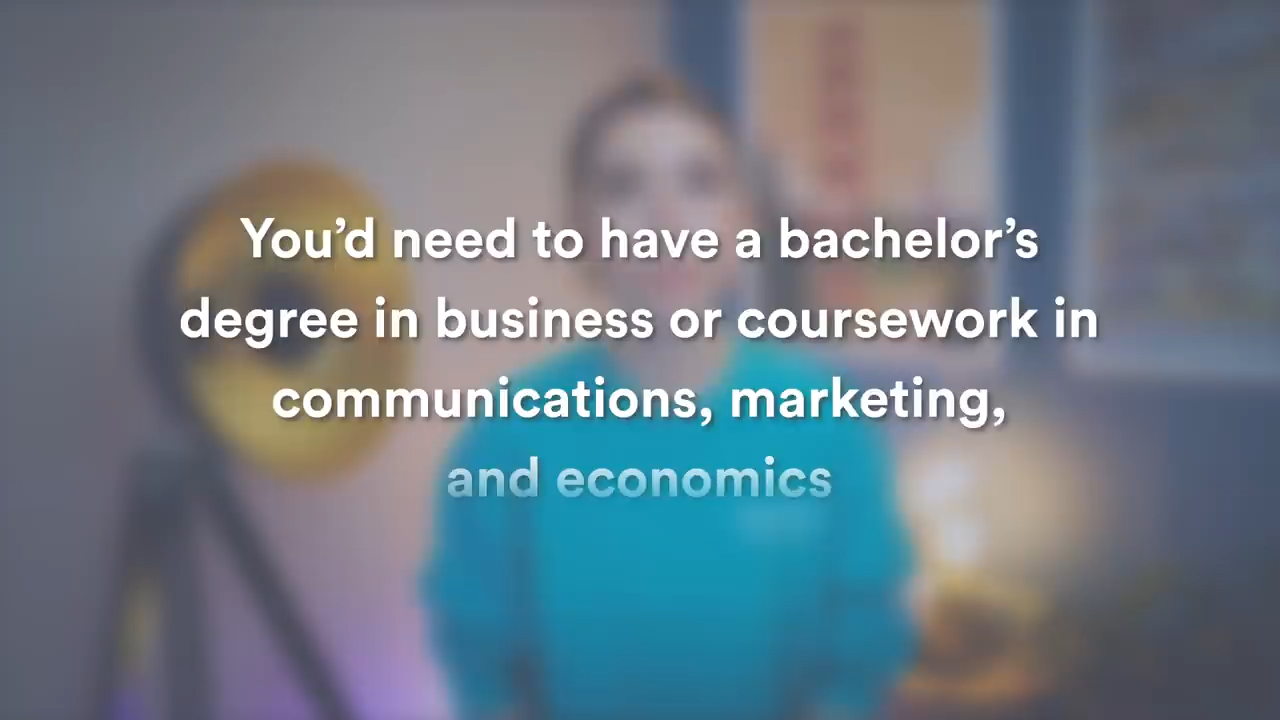 You’d need to have a bachelor’s
degree in business or coursework in
communications, marketing,
and economics